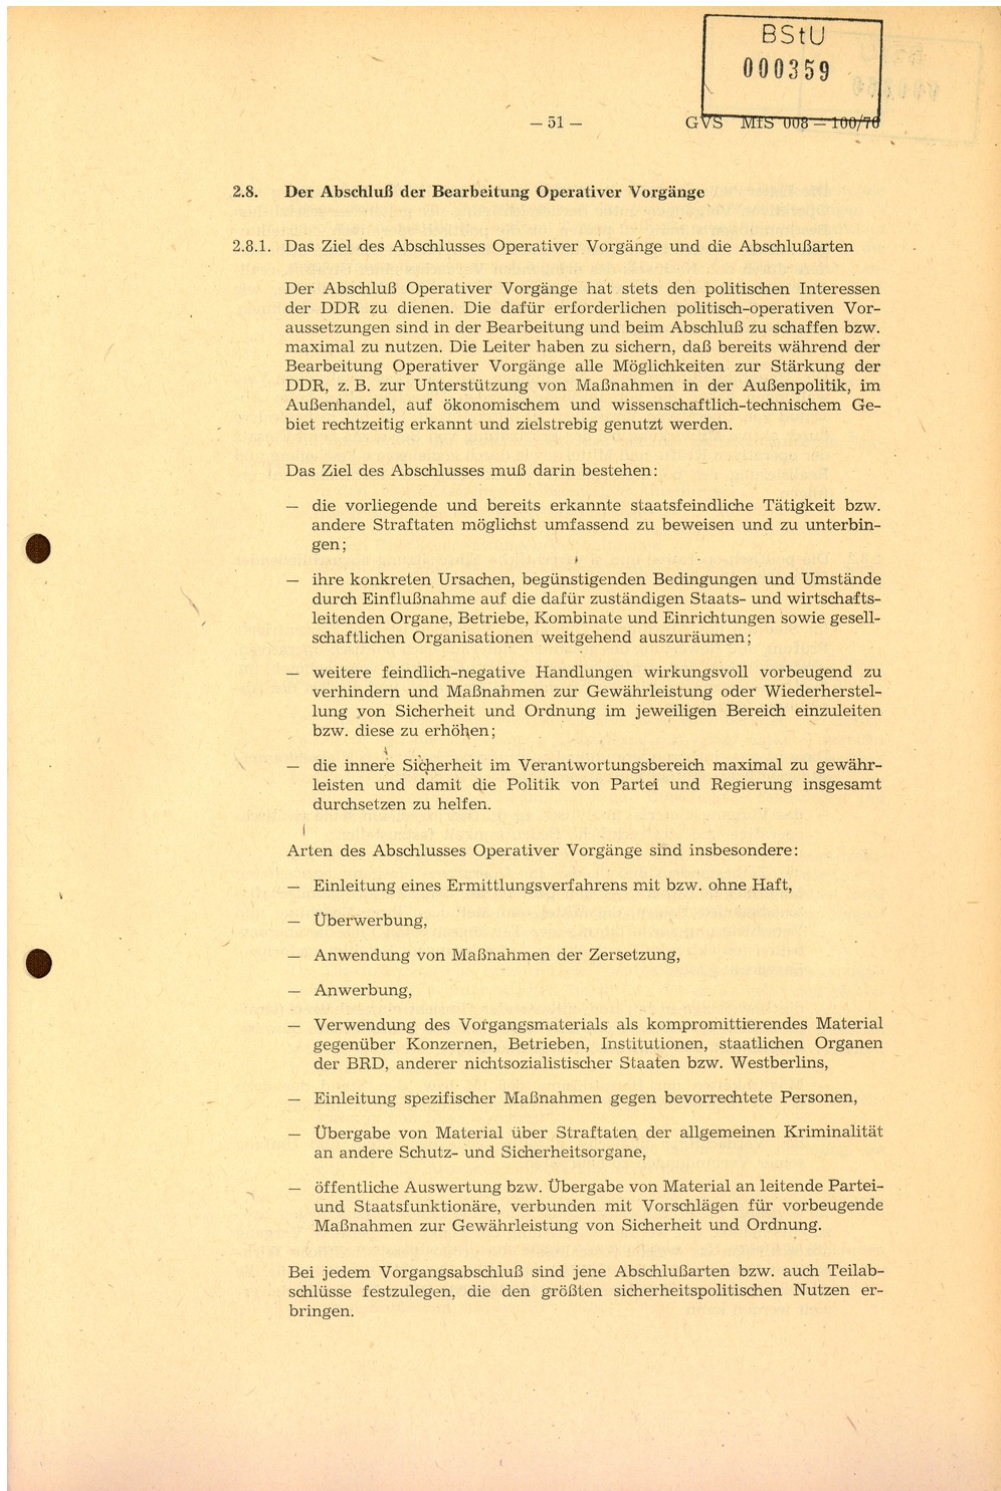 BStU
000359
— 51 —
GVS MfS 008 — 100/76
2.8. Der Abschluß der Bearbeitung Operativer Vorgänge
2.8.1. Das Ziel des Abschlusses Operativer Vorgänge und die Abschlußarten
Der Abschluß Operativer Vorgänge hat stets den politischen Interessen
der DDR zu dienen. Die dafür erforderlichen politisch-operativen Vor-
aussetzungen sind in der Bearbeitung und beim Abschluß zu schaffen bzw.
maximal zu nutzen. Die Leiter haben zu sichern, daß bereits während der
Bearbeitung Operativer Vorgänge alle Möglichkeiten zur Stärkung der
DDR, z. B. zur Unterstützung von Maßnahmen in der Außenpolitik, im
Außenhandel, auf ökonomischem und wissenschaftlich-technischem Ge-
biet rechtzeitig erkannt und zielstrebig genutzt werden.
Das Ziel des Abschlusses muß darin bestehen:
— die vorliegende und bereits erkannte staatsfeindliche Tätigkeit bzw.
andere Straftaten möglichst umfassend zu beweisen und zu unterbin-
gen;
— ihre konkreten Ursachen, begünstigenden Bedingungen und Umstände
durch Einflußnahme auf die dafür zuständigen Staats- und wirtschafts-
leitenden Organe, Betriebe, Kombinate und Einrichtungen sowie gesell-
schaftlichen Organisationen weitgehend auszuräumen;
— weitere feindlich-negative Handlungen wirkungsvoll vorbeugend zu
verhindern und Maßnahmen zur Gewährleistung oder Wiederherstel-
lung von Sicherheit und Ordnung im jeweiligen Bereich einzuleiten
bzw. diese zu erhöhen;
— die innere Sicherheit im Verantwortungsbereich maximal zu gewähr-
leisten und damit die Politik von Partei und Regierung insgesamt
durchsetzen zu helfen.
Arten des Abschlusses Operativer Vorgänge sind insbesondere:
— Einleitung eines Ermittlungsverfahrens mit bzw. ohne Haft,
— Überwerbung,
— Anwendung von Maßnahmen der Zersetzung,
— Anwerbung,
— Verwendung des Vorgangsmaterials als kompromittierendes Material
gegenüber Konzernen, Betrieben, Institutionen, staatlichen Organen
der BRD, anderer nichtsozialistischer Staaten bzw. Westberlins,
— Einleitung spezifischer Maßnahmen gegen bevorrechtete Personen,
— Übergabe von Material über Straftaten der allgemeinen Kriminalität
an andere Schutz- und Sicherheitsorgane,
— öffentliche Auswertung bzw. Übergabe von Material an leitende Partei-
und Staatsfunktionäre, verbunden mit Vorschlägen für vorbeugende
Maßnahmen zur Gewährleistung von Sicherheit und Ordnung.
Bei jedem Vorgangsabschluß sind jene Abschlußarten bzw. auch Teilab-
schlüsse festzulegen, die den größten sicherheitspolitischen Nutzen er-
bringen.